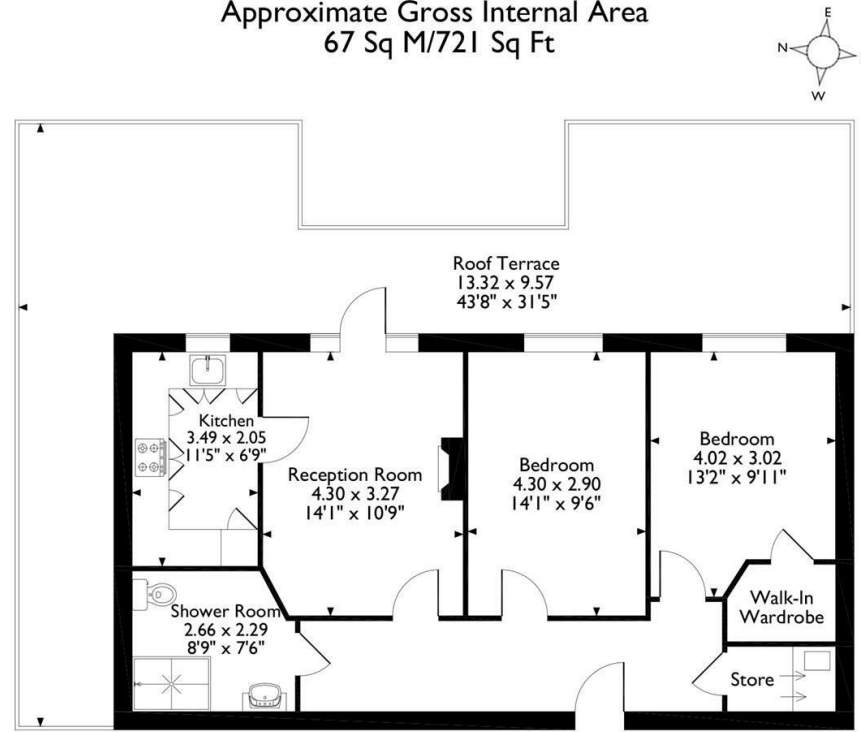 Approximate Gross Internal Area
67 Sq M/721 Sq Ft
E
N
W
Roof Terrace
13.32 x 9.57
43'8" x 31'5"
Kitchen
3.49 x 2.05
11'5" x 6'9"
Reception Room
4.30 x 3.27
14'1" x 10'9"
Bedroom
4.30 x 2.90
14'1" x 9'6"
Bedroom
4.02 x 3.02
13'2" x 9'11"
Shower Room
2.66 x 2.29
8'9" x 7'6"
Walk-In
Wardrobe
Store